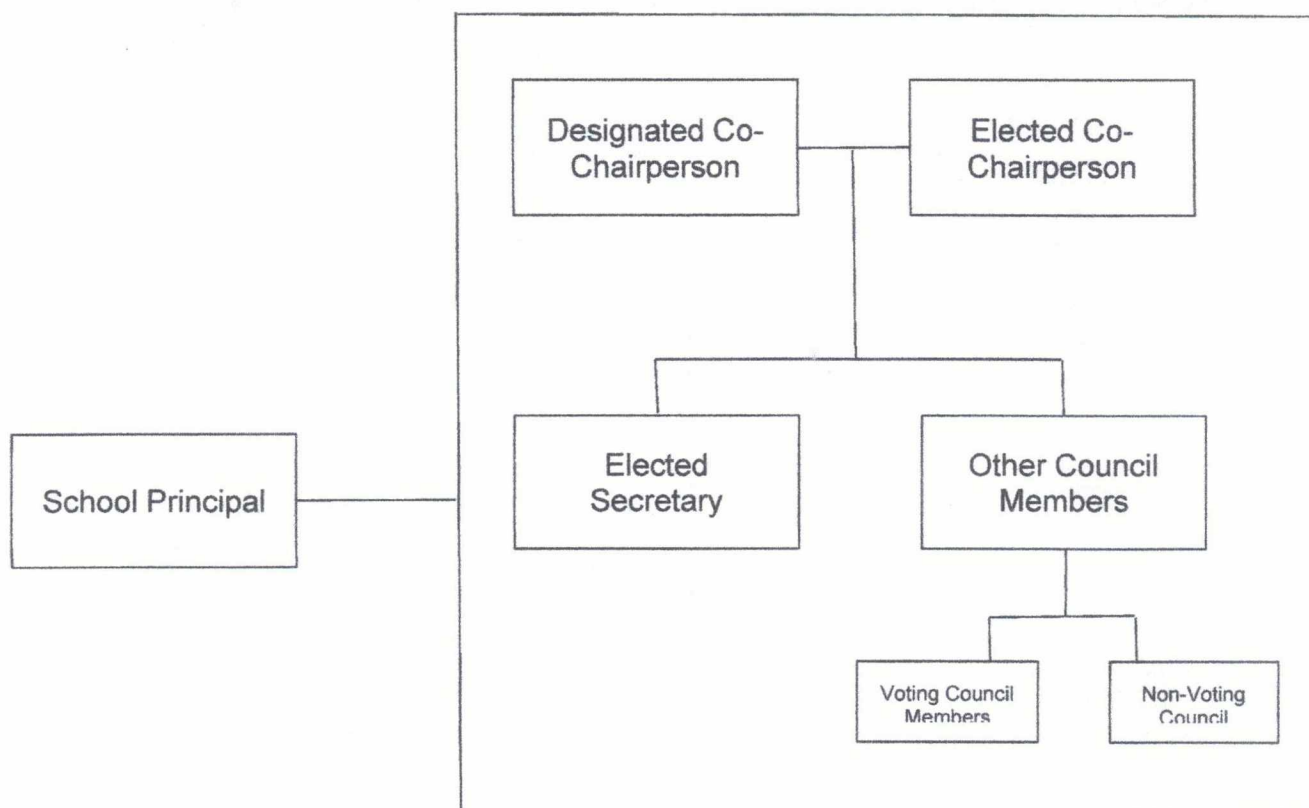 Designated Co-
Chairperson
Elected Co-
Chairperson
School Principal
Elected
Secretary
Other Council
Members
Voting Council
Members
Non-Voting
Council